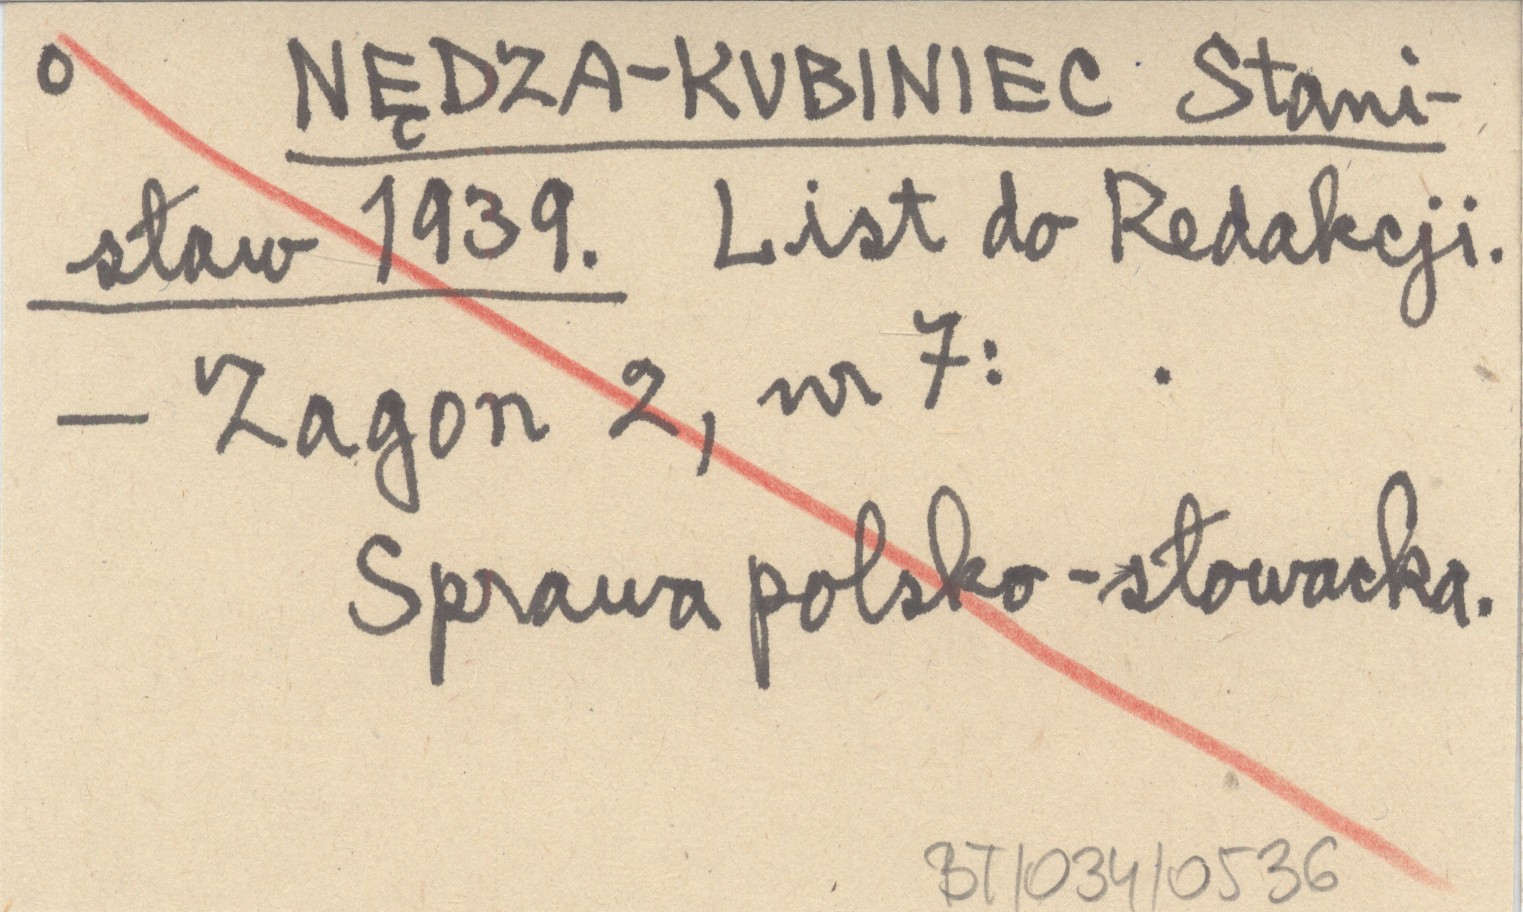 o NĘDZA-KUBINIEC Stani-
sław 1939. List do Redakcji.
— Zagon 2, nr 7: .
Sprawa polsko-słowacka.
BT/034/0536